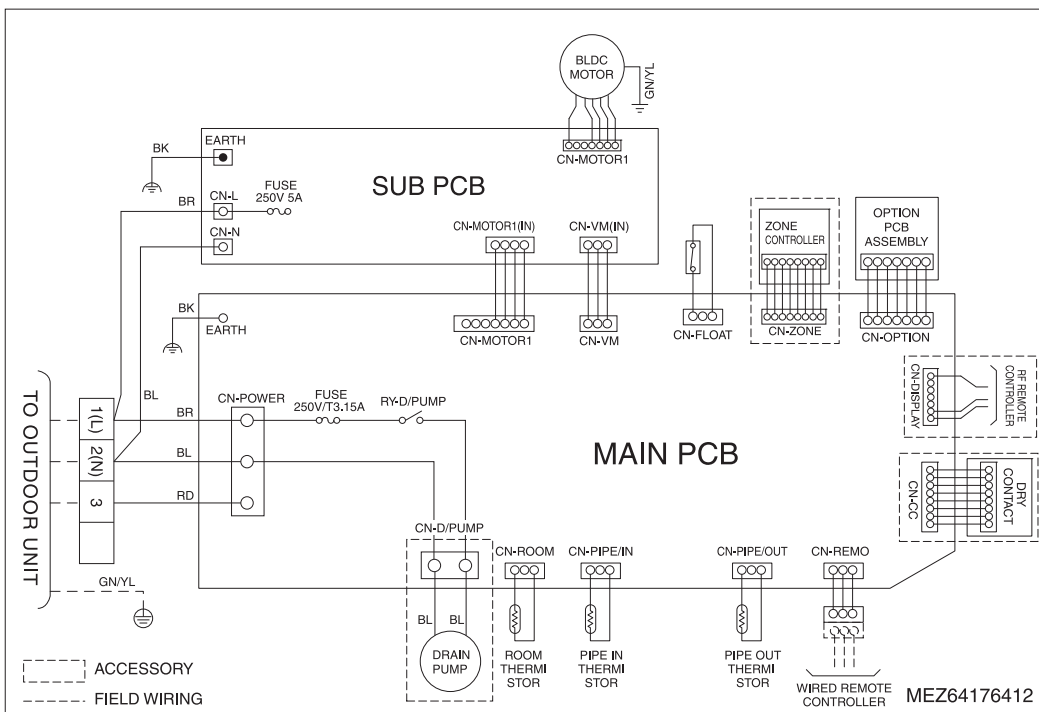 BLDC
MOTOR
GN/YL
CN-MOTOR1
EARTH
BK
SUB PCB
FUSE
250V 5A
CN-L
BR
CN-N
CN-MOTOR1(IN)
CN-VM(IN)
ZONE
CONTROLLER
OPTION
PCB
ASSEMBLY
BK
EARTH
CN-MOTOR1
CN-VM
CN-FLOAT
CN-ZONE
CN-OPTION
TO OUTDOOR UNIT
1(L)
2(N)
3
BL
BR
BL
RD
CN-POWER
FUSE
250V/T3.15A
RY-D/PUMP
MAIN PCB
CN-DISPLAY
RF REMOTE
CONTROLLER
CN-CC
DRY
CONTACT
GN/YL
CN-D/PUMP
BL
BL
DRAIN
PUMP
CN-ROOM
ROOM
THERMI
STOR
CN-PIPE/IN
PIPE IN
THERMI
STOR
CN-PIPE/OUT
PIPE OUT
THERMI
STOR
CN-REMO
WIRED REMOTE
CONTROLLER
ACCESSORY
FIELD WIRING
MEZ64176412